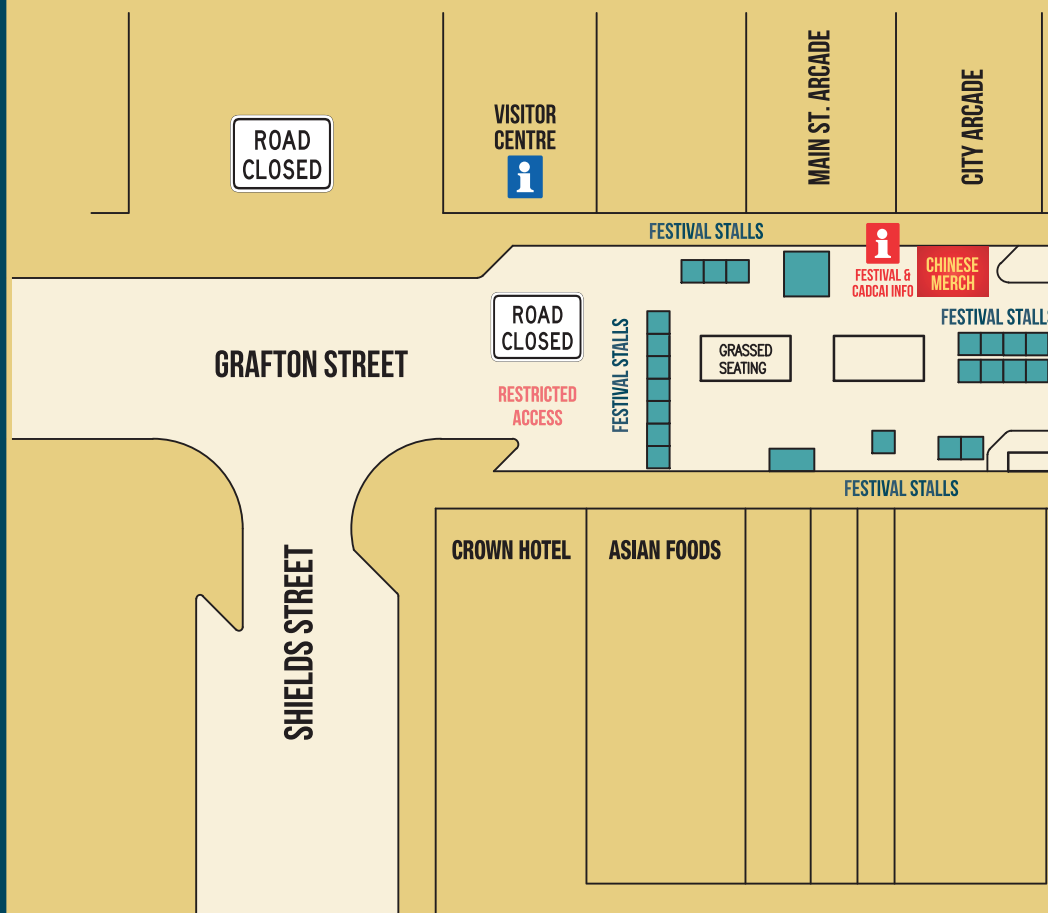 MAIN ST. ARCADE
CITY ARCADE
VISITOR
CENTRE
ROAD
CLOSED
FESTIVAL STALLS
FESTIVAL &
CADCAI INFO
CHINESE
MERCH
ROAD
CLOSED
FESTIVAL STALLS
FESTIVAL STALLS
GRASSED
SEATING
GRAFTON STREET
RESTRICTED
ACCESS
FESTIVAL STALLS
CROWN HOTEL
ASIAN FOODS
SHIELDS STREET